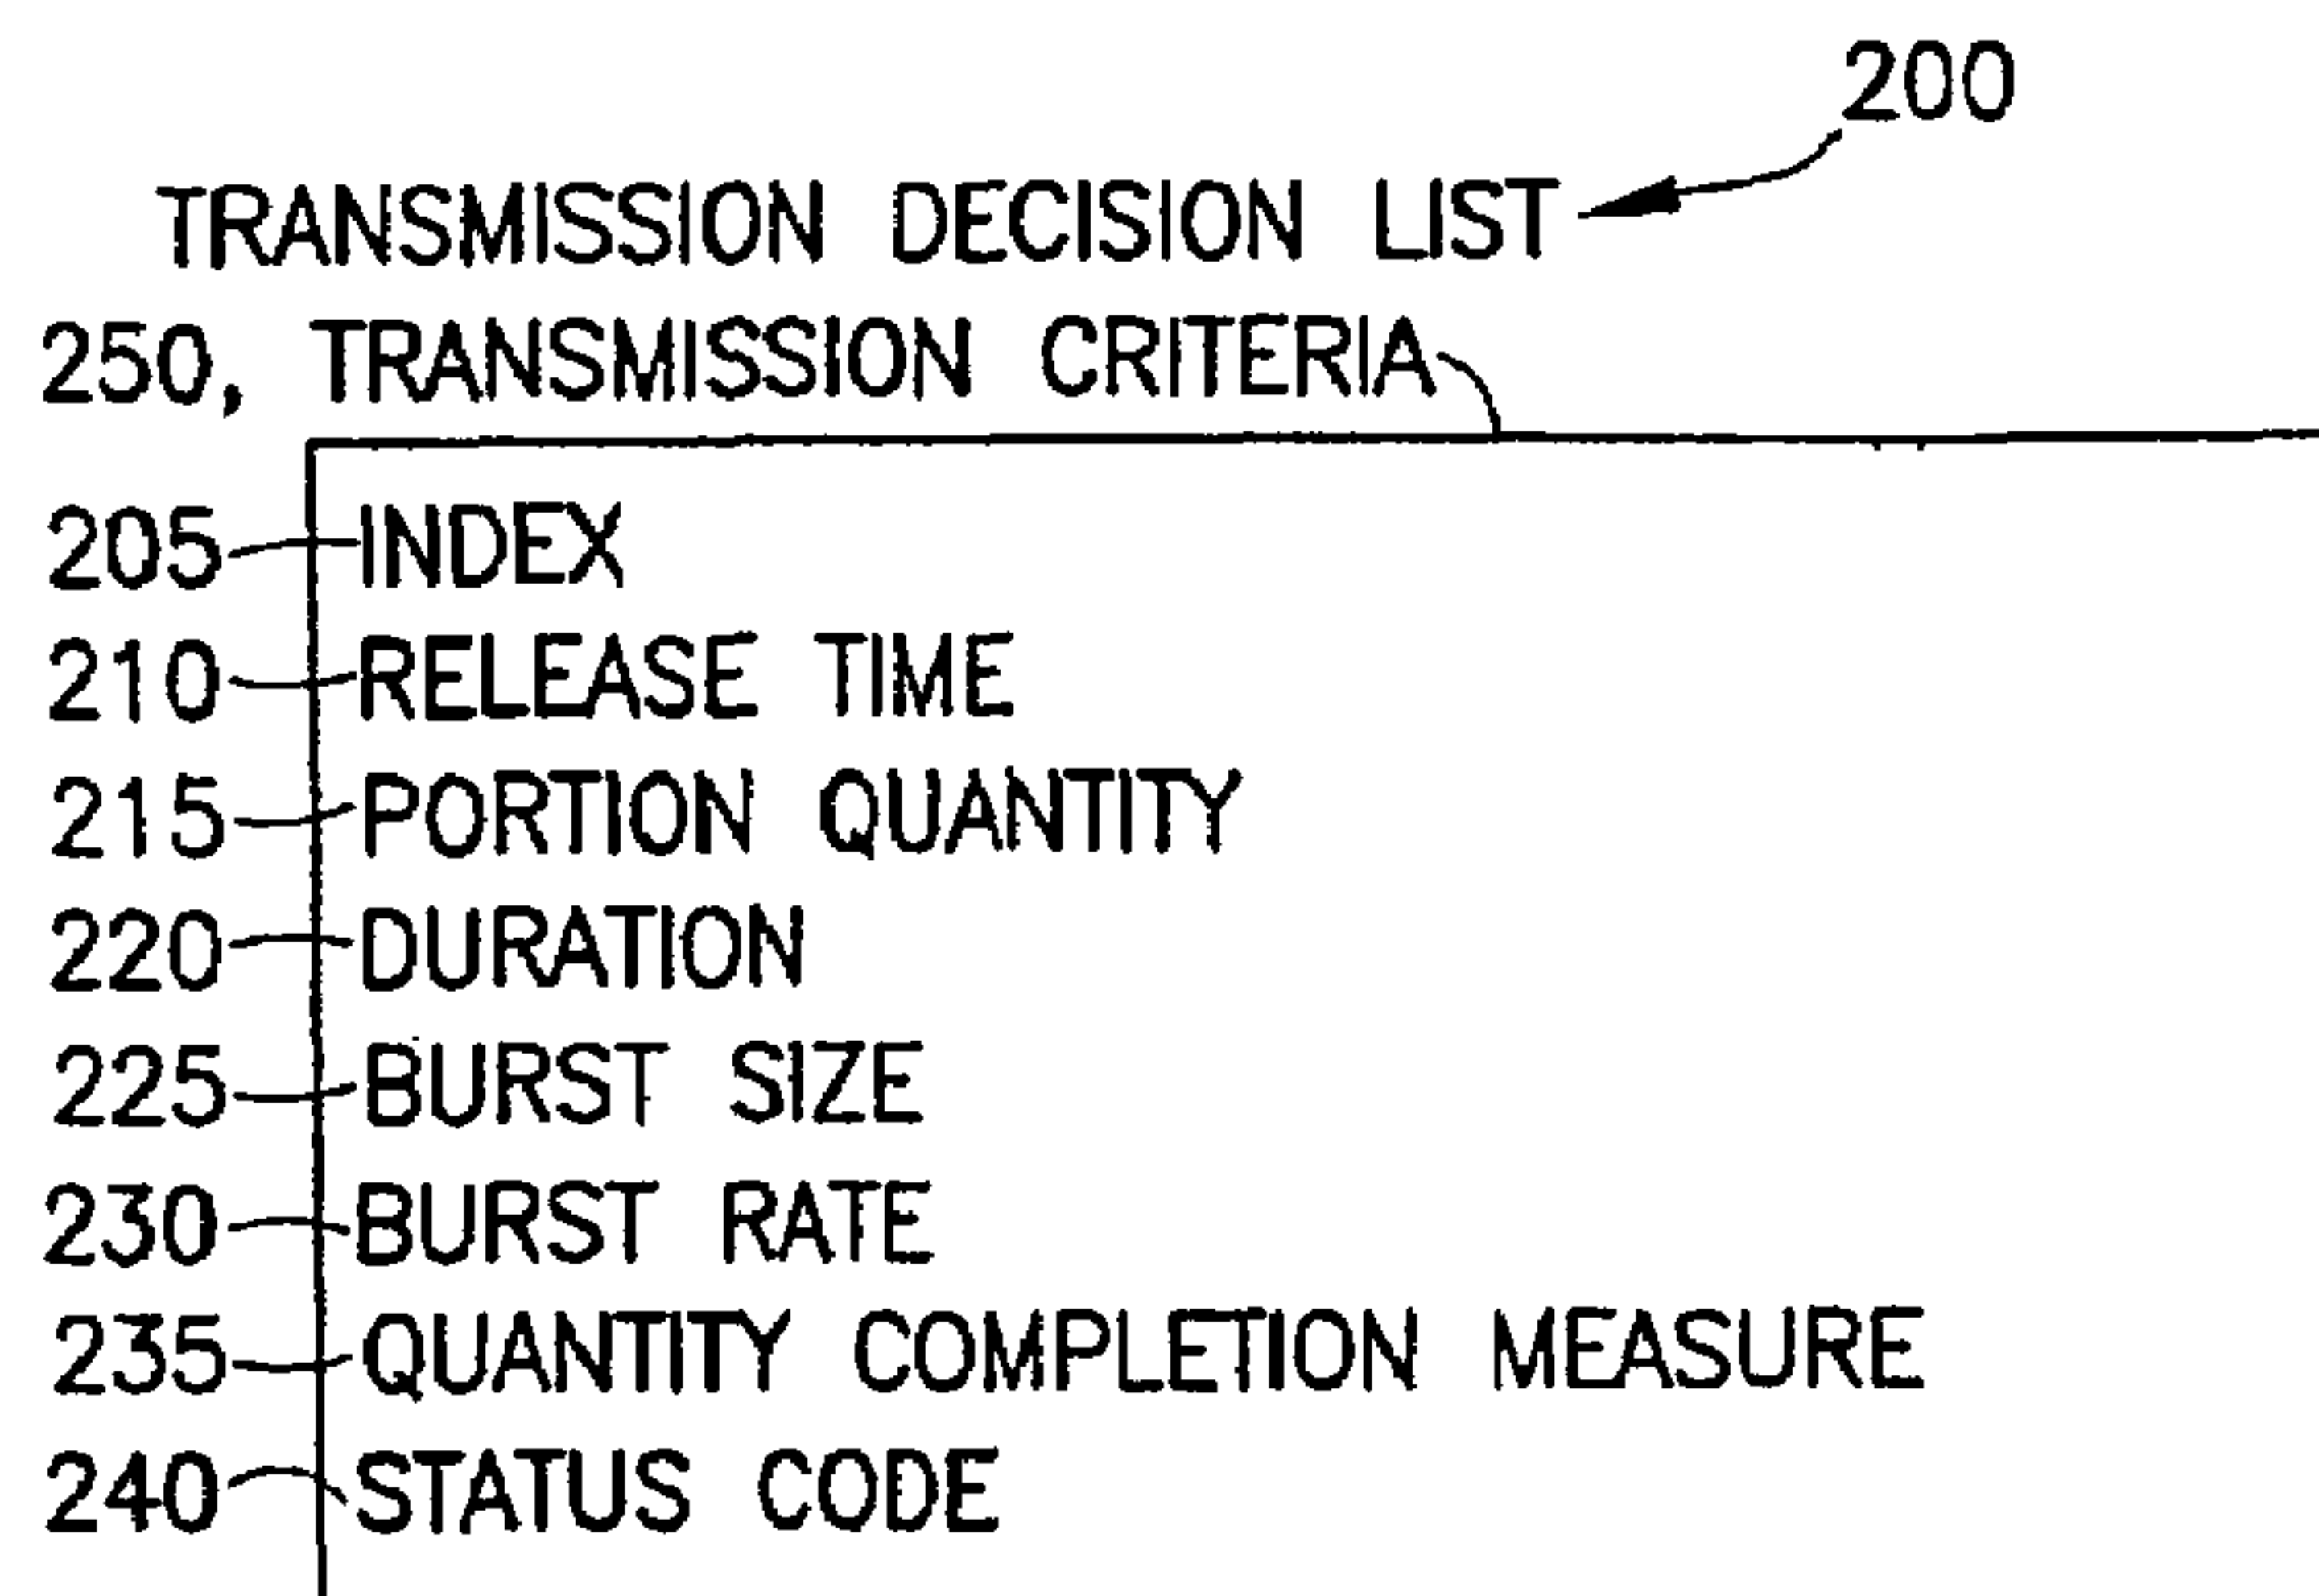 200
TRANSMISSION DECISION LIST
250, TRANSMISSION CRITERIA
205 INDEX
210 RELEASE TIME
215 PORTION QUANTITY
220 DURATION
225 BURST SIZE
230 BURST RATE
235 QUANTITY COMPLETION MEASURE
240 STATUS CODE